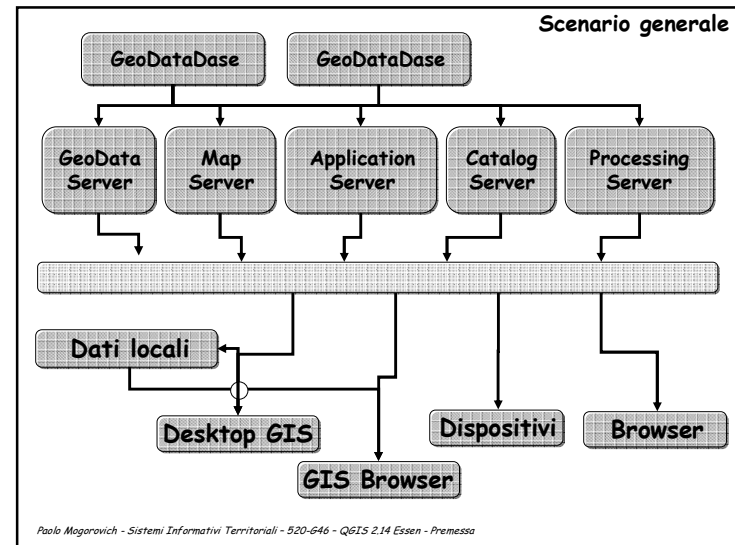 Scenario generale
GeoDataDase
GeoDataDase
GeoData
Server
Map
Server
Application
Server
Catalog
Server
Processing
Server
Dati locali
Desktop GIS
GIS Browser
Dispositivi
Browser
Paolo Mogorovich - Sistemi Informativi Territoriali – 520-G46 – QGIS 2.14 Essen - Premessa